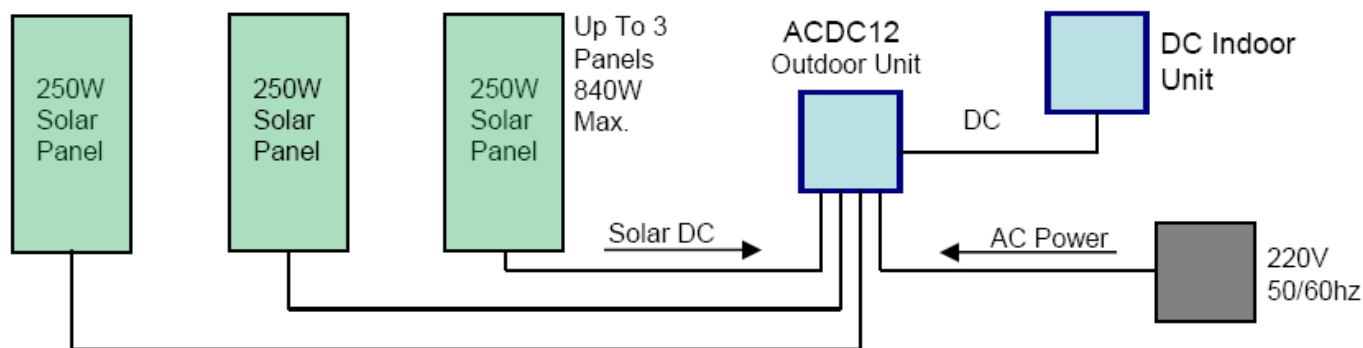 250W
Solar
Panel
250W
Solar
Panel
250W
Solar
Panel
Up To 3
Panels
840W
Max.
ACDC12
Outdoor Unit
DC Indoor
Unit
DC
Solar DC
AC Power
220V
50/60hz